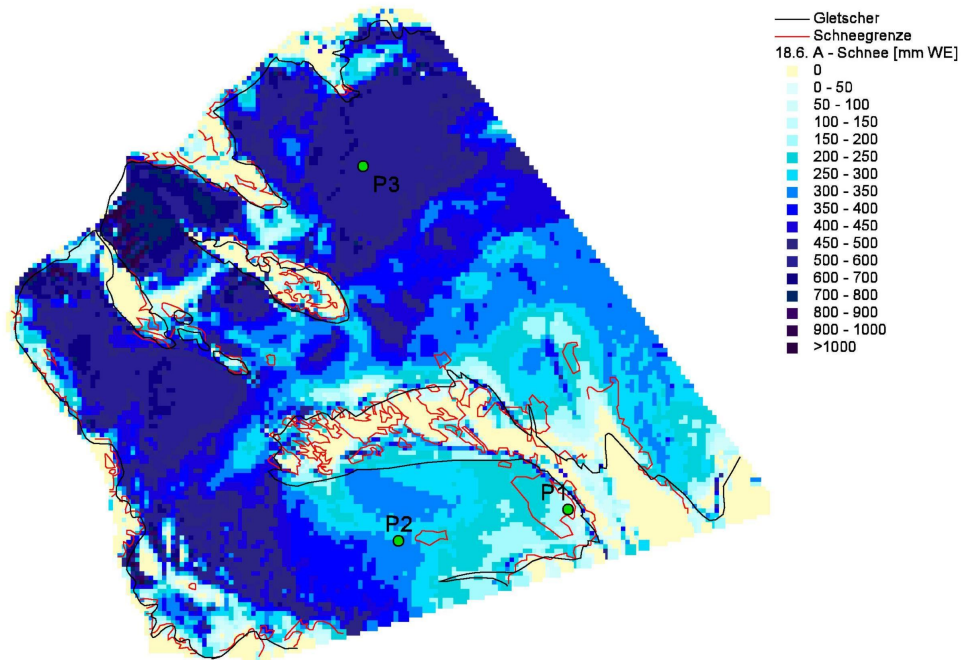 Gletscher
Schneegrenze
18.6. A - Schnee [mm WE]
0
0 - 50
50 - 100
100 - 150
150 - 200
200 - 250
250 - 300
300 - 350
350 - 400
400 - 450
450 - 500
500 - 600
600 - 700
700 - 800
800 - 900
900 - 1000
>1000
P3
P1
P2